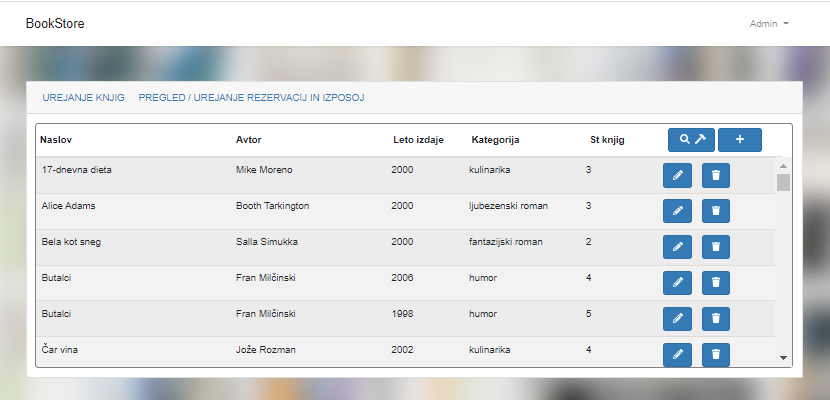 BookStore Admin
UREJANJE KNJIG PREGLED / UREJANJE REZERVACIJ IN IZPOSOJ
Naslov Avtor Leto izdaje Kategorija St knjig
17-dnevna dieta Mike Moreno 2000 kulinarika 3
Alice Adams Booth Tarkington 2000 ljubezenski roman 3
Bela kot sneg Salla Simukka 2000 fantazijski roman 2
Butalci Fran Milčinski 2006 humor 4
Butalci Fran Milčinski 1998 humor 5
Čar vina Jože Rozman 2002 kulinarika 4